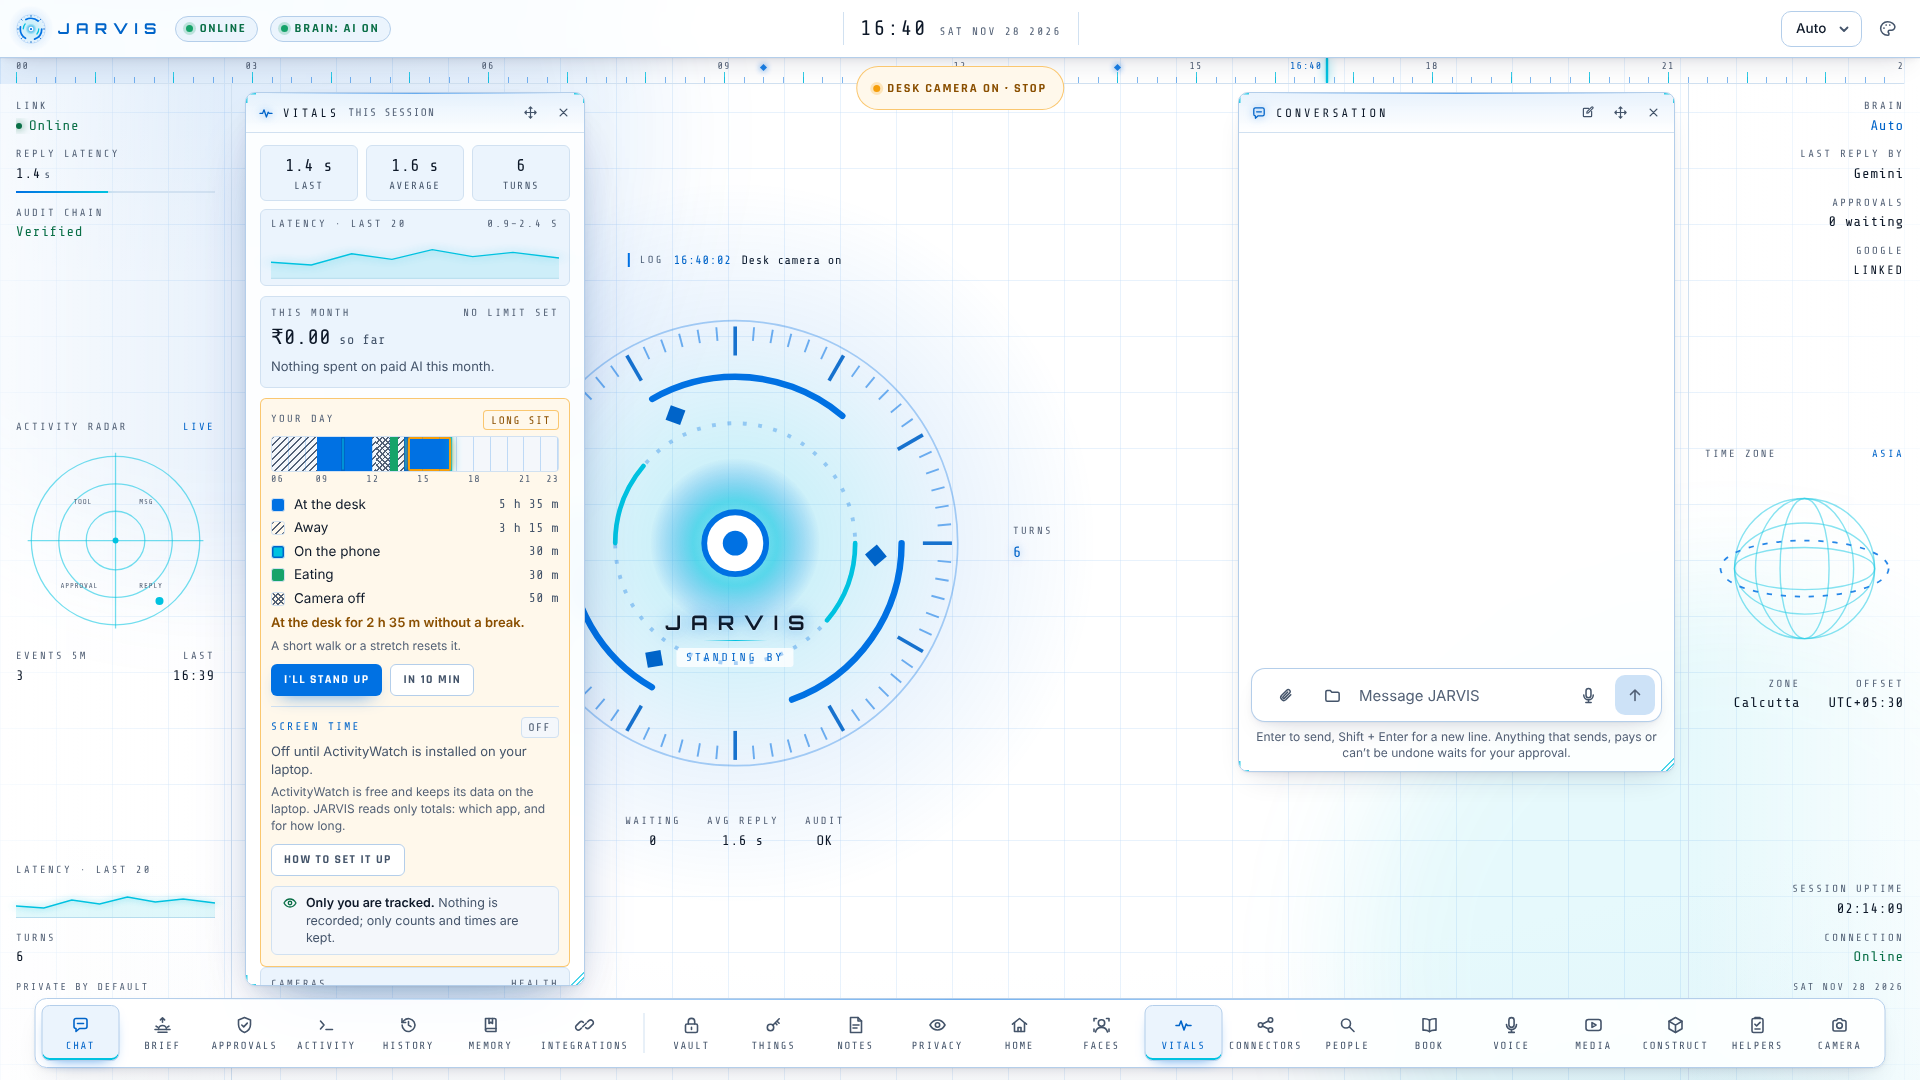 JARVIS
ONLINE
BRAIN: AI ON
16:40 SAT NOV 28 2026
Auto
00 03 06 09 12 15 16:40 18 21 2
DESK CAMERA ON · STOP
LINK
Online
REPLY LATENCY
1.4 s
AUDIT CHAIN
Verified
ACTIVITY RADAR LIVE
TOOL MSG
APPROVAL REPLY
EVENTS 5M LAST
3 16:39
LATENCY · LAST 20
TURNS
6
PRIVATE BY DEFAULT
VITALS THIS SESSION
1.4 s 1.6 s 6
LAST AVERAGE TURNS
LATENCY · LAST 20 0.9–2.4 S
THIS MONTH NO LIMIT SET
₹0.00 so far
Nothing spent on paid AI this month.
YOUR DAY LONG SIT
06 09 12 15 18 21 23
At the desk 5 h 35 m
Away 3 h 15 m
On the phone 30 m
Eating 30 m
Camera off 50 m
At the desk for 2 h 35 m without a break.
A short walk or a stretch resets it.
I'LL STAND UP IN 10 MIN
SCREEN TIME OFF
Off until ActivityWatch is installed on your
laptop.
ActivityWatch is free and keeps its data on the
laptop. JARVIS reads only totals: which app, and
for how long.
HOW TO SET IT UP
Only you are tracked. Nothing is
recorded; only counts and times are
kept.
CAMERAS HEALTH
LOG 16:40:02 Desk camera on
JARVIS
STANDING BY
TURNS
6
WAITING AVG REPLY AUDIT
0 1.6 s OK
CONVERSATION
Message JARVIS
Enter to send, Shift + Enter for a new line. Anything that sends, pays or
can't be undone waits for your approval.
BRAIN
Auto
LAST REPLY BY
Gemini
APPROVALS
0 waiting
GOOGLE
LINKED
TIME ZONE ASIA
ZONE OFFSET
Calcutta UTC+05:30
SESSION UPTIME
02:14:09
CONNECTION
Online
SAT NOV 28 2026
CHAT BRIEF APPROVALS ACTIVITY HISTORY MEMORY INTEGRATIONS VAULT THINGS NOTES PRIVACY HOME FACES VITALS CONNECTORS PEOPLE BOOK VOICE MEDIA CONSTRUCT HELPERS CAMERA